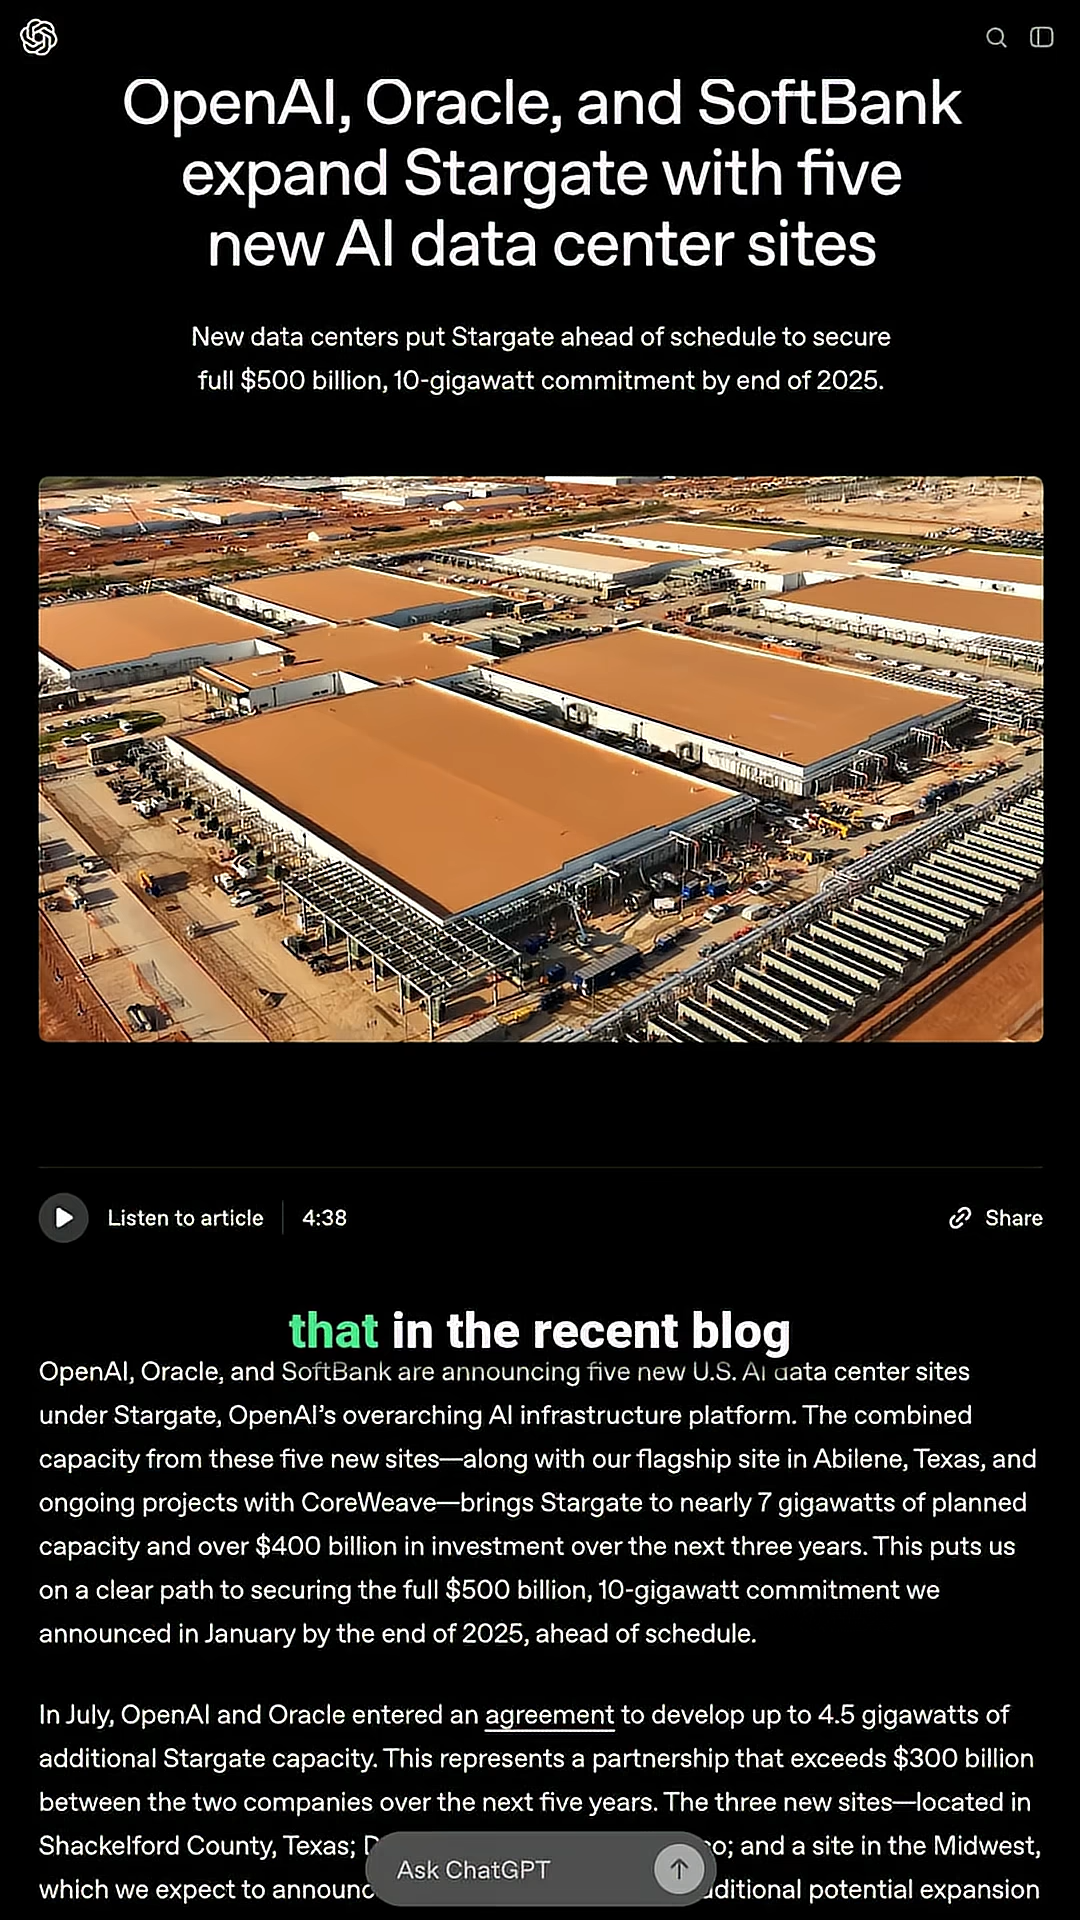 OpenAI, Oracle, and SoftBank
expand Stargate with five
new AI data center sites
New data centers put Stargate ahead of schedule to secure
full $500 billion, 10-gigawatt commitment by end of 2025.
Listen to article
4:38
Share
that in the recent blog
OpenAI, Oracle, and SoftBank are announcing five new U.S. AI data center sites
under Stargate, OpenAI’s overarching AI infrastructure platform. The combined
capacity from these five new sites—along with our flagship site in Abilene, Texas, and
ongoing projects with CoreWeave—brings Stargate to nearly 7 gigawatts of planned
capacity and over $400 billion in investment over the next three years. This puts us
on a clear path to securing the full $500 billion, 10-gigawatt commitment we
announced in January by the end of 2025, ahead of schedule.
In July, OpenAI and Oracle entered an agreement to develop up to 4.5 gigawatts of
additional Stargate capacity. This represents a partnership that exceeds $300 billion
between the two companies over the next five years. The three new sites—located in
Shackelford County, Texas; and a site in the Midwest,
which we expect to potential expansion
Ask ChatGPT